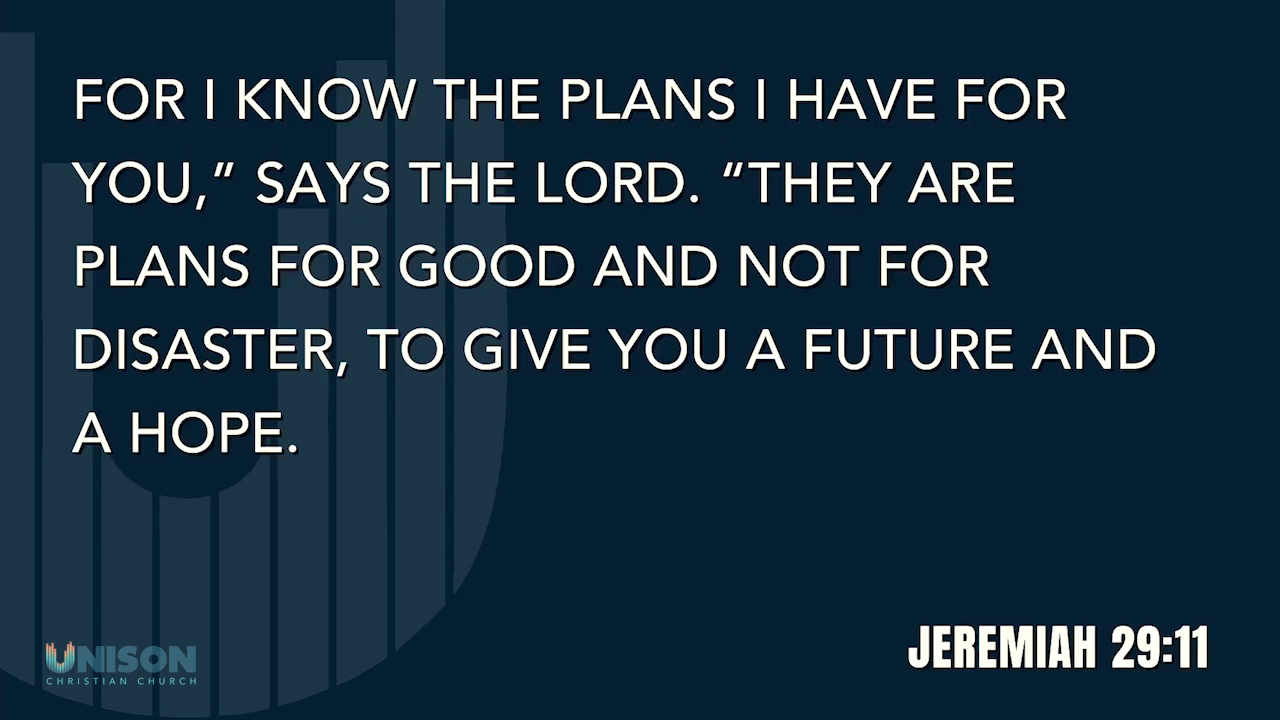 FOR I KNOW THE PLANS I HAVE FOR
YOU,” SAYS THE LORD. “THEY ARE
PLANS FOR GOOD AND NOT FOR
DISASTER, TO GIVE YOU A FUTURE AND
A HOPE.
JEREMIAH 29:11
UNISON
CHRISTIAN CHURCH